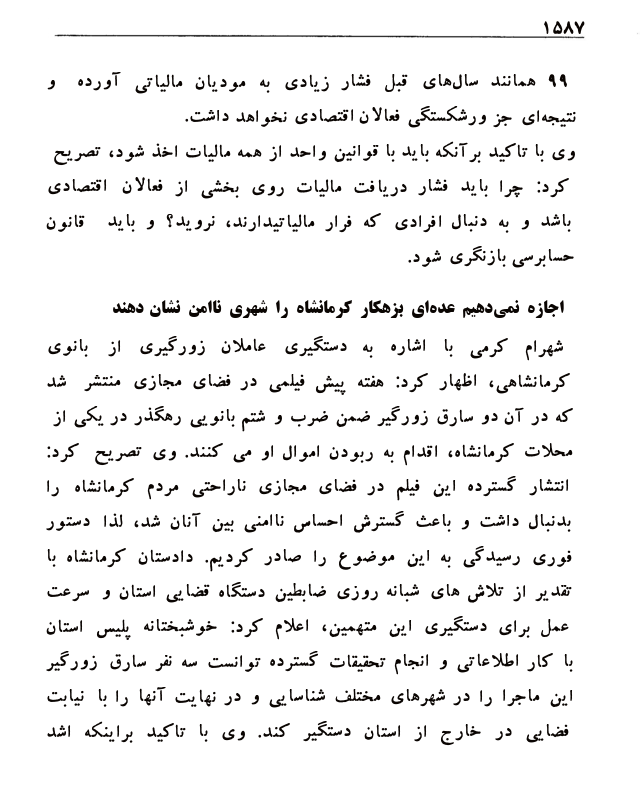 ۱۵۸۷
۹۹ همانند سال‌های قبل فشار زیادی به مودیان مالیاتی آورده و
نتیجه‌ای جز ورشکستگی فعالان اقتصادی نخواهد داشت.
وی با تاکید برآنکه باید با قوانین واحد از همه مالیات اخذ شود، تصریح
کرد: چرا باید فشار دریافت مالیات روی بخشی از فعالان اقتصادی
باشد و به دنبال افرادی که فرار مالیاتیدارند، نروید؟ و باید قانون
حسابرسی بازنگری شود.
اجازه نمی‌دهیم عده‌ای بزهکار کرمانشاه را شهری ناامن نشان دهند
شهرام کرمی با اشاره به دستگیری عاملان زورگیری از بانوی
کرمانشاهی، اظهار کرد: هفته پیش فیلمی در فضای مجازی منتشر شد
که در آن دو سارق زورگیر ضمن ضرب و شتم بانویی رهگذر در یکی از
محلات کرمانشاه، اقدام به ربودن اموال او می کنند. وی تصریح کرد:
انتشار گسترده این فیلم در فضای مجازی ناراحتی مردم کرمانشاه را
بدنبال داشت و باعث گسترش احساس ناامنی بین آنان شد، لذا دستور
فوری رسیدگی به این موضوع را صادر کردیم. دادستان کرمانشاه با
تقدیر از تلاش های شبانه روزی ضابطین دستگاه قضایی استان و سرعت
عمل برای دستگیری این متهمین، اعلام کرد: خوشبختانه پلیس استان
با کار اطلاعاتی و انجام تحقیقات گسترده توانست سه نفر سارق زورگیر
این ماجرا را در شهرهای مختلف شناسایی و در نهایت آنها را با نیابت
فضایی در خارج از استان دستگیر کند. وی با تاکید براینکه اشد